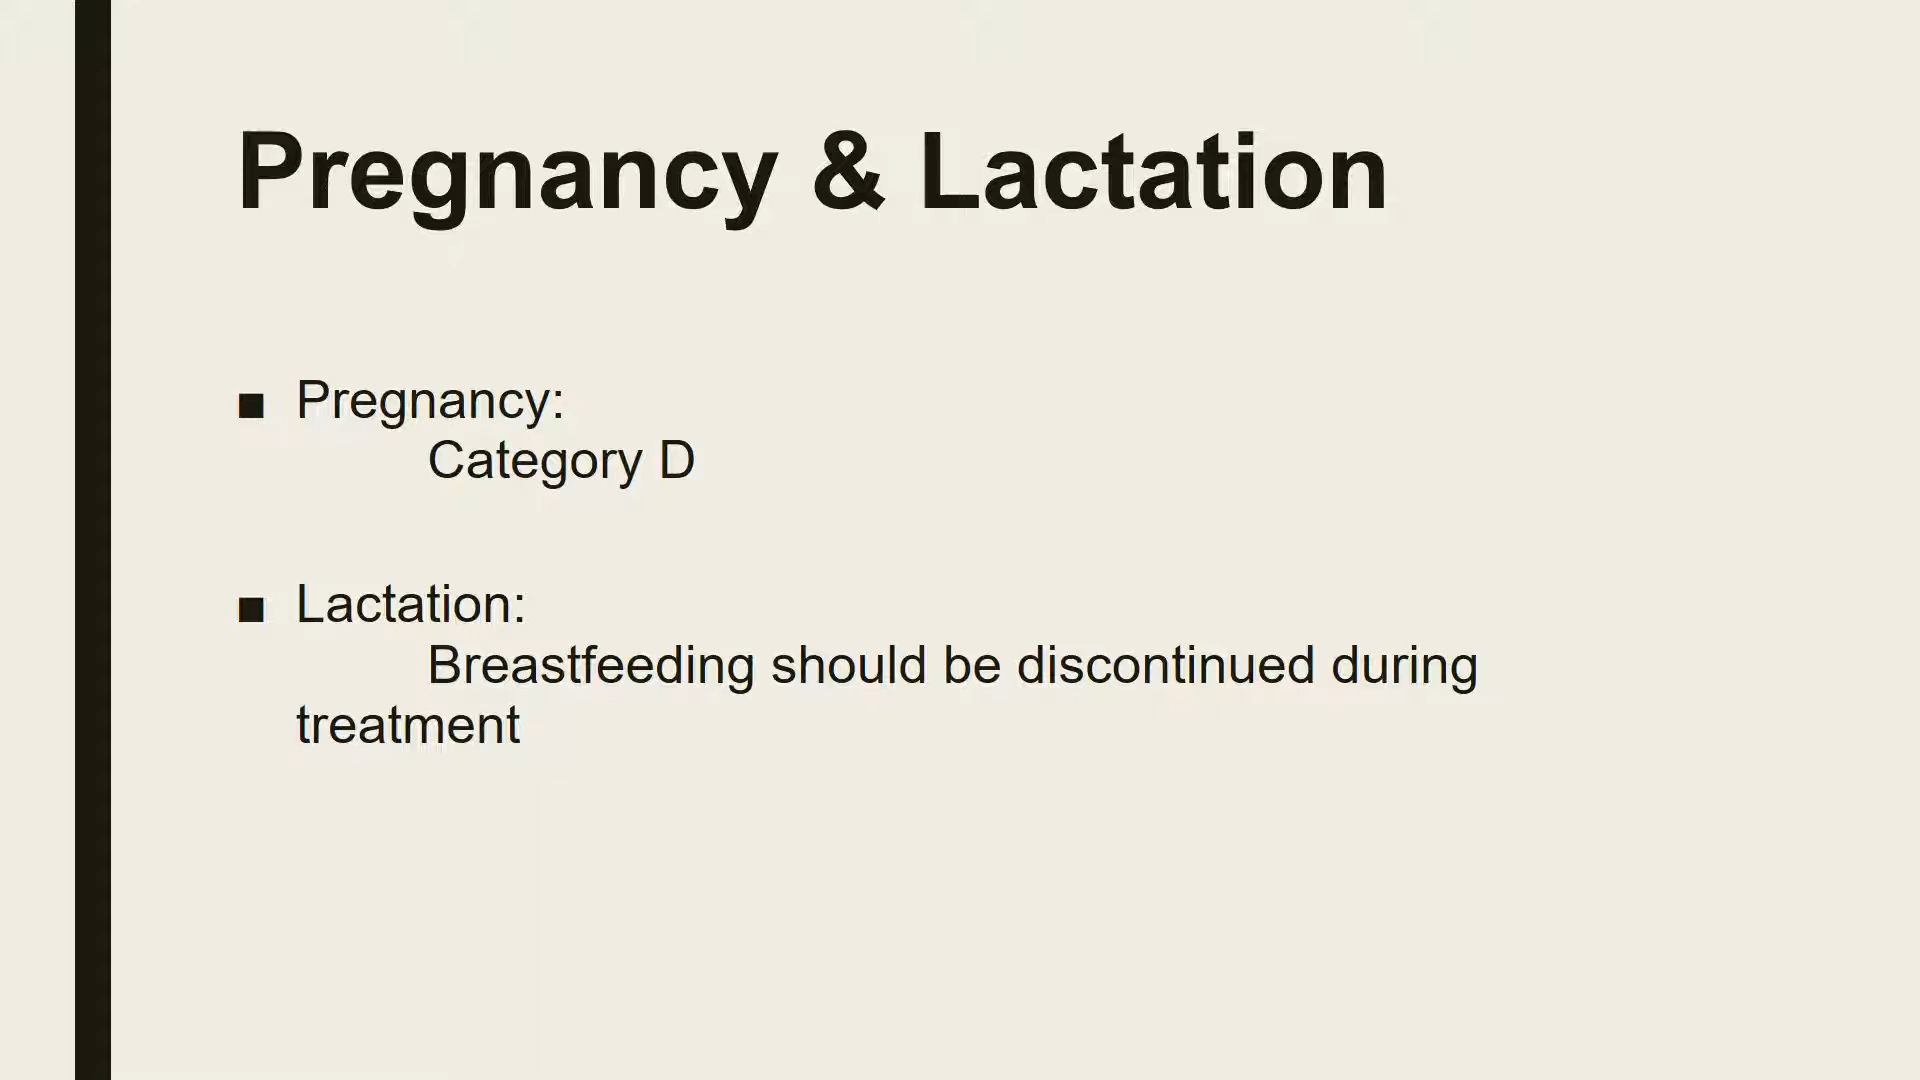 Pregnancy & Lactation
■ Pregnancy:
Category D
■ Lactation:
Breastfeeding should be discontinued during
treatment